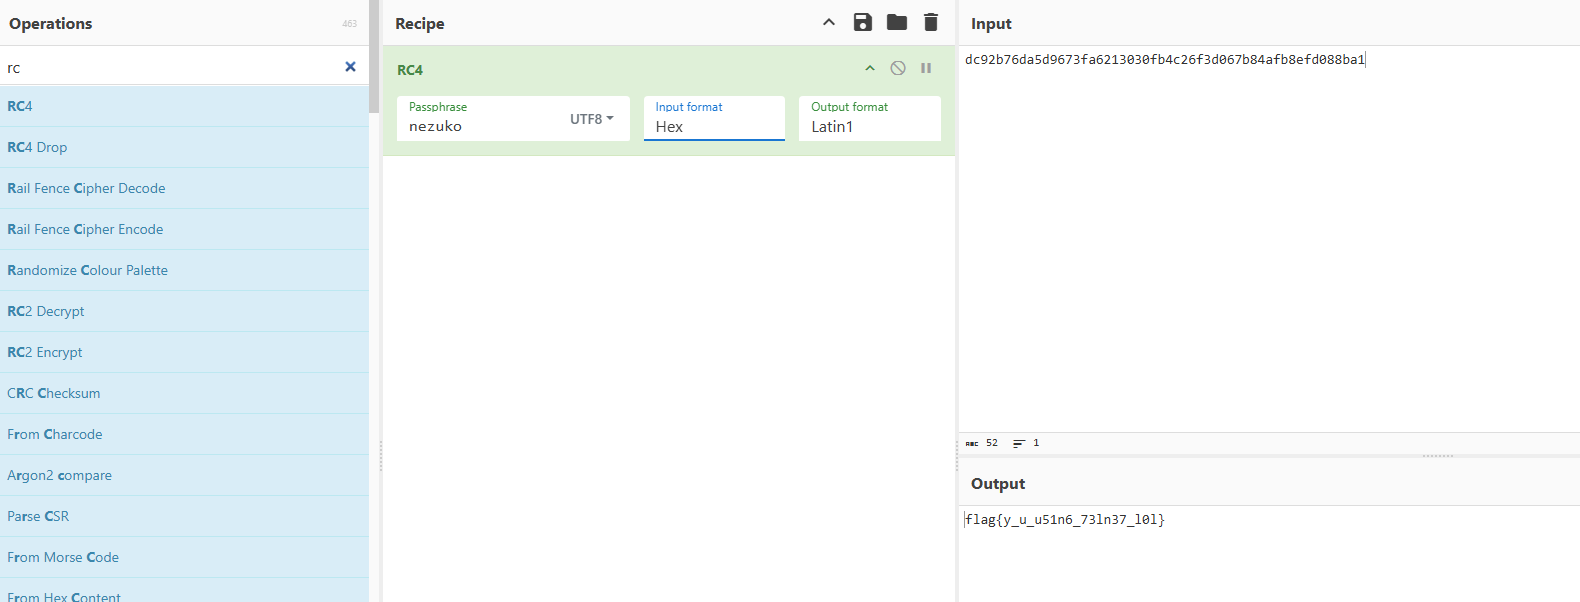 Operations
463
rc
RC4
RC4 Drop
Rail Fence Cipher Decode
Rail Fence Cipher Encode
Randomize Colour Palette
RC2 Decrypt
RC2 Encrypt
CRC Checksum
From Charcode
Argon2 compare
Parse CSR
From Morse Code
From Hex Content
Recipe
RC4
Passphrase
nezuko
UTF8
Input format
Hex
Output format
Latin1
Input
dc92b76da5d9673fa6213030fb4c26f3d067b84afb8efd088ba1
ABC 52 1
Output
flag{y_u_u51n6_73ln37_l0l}